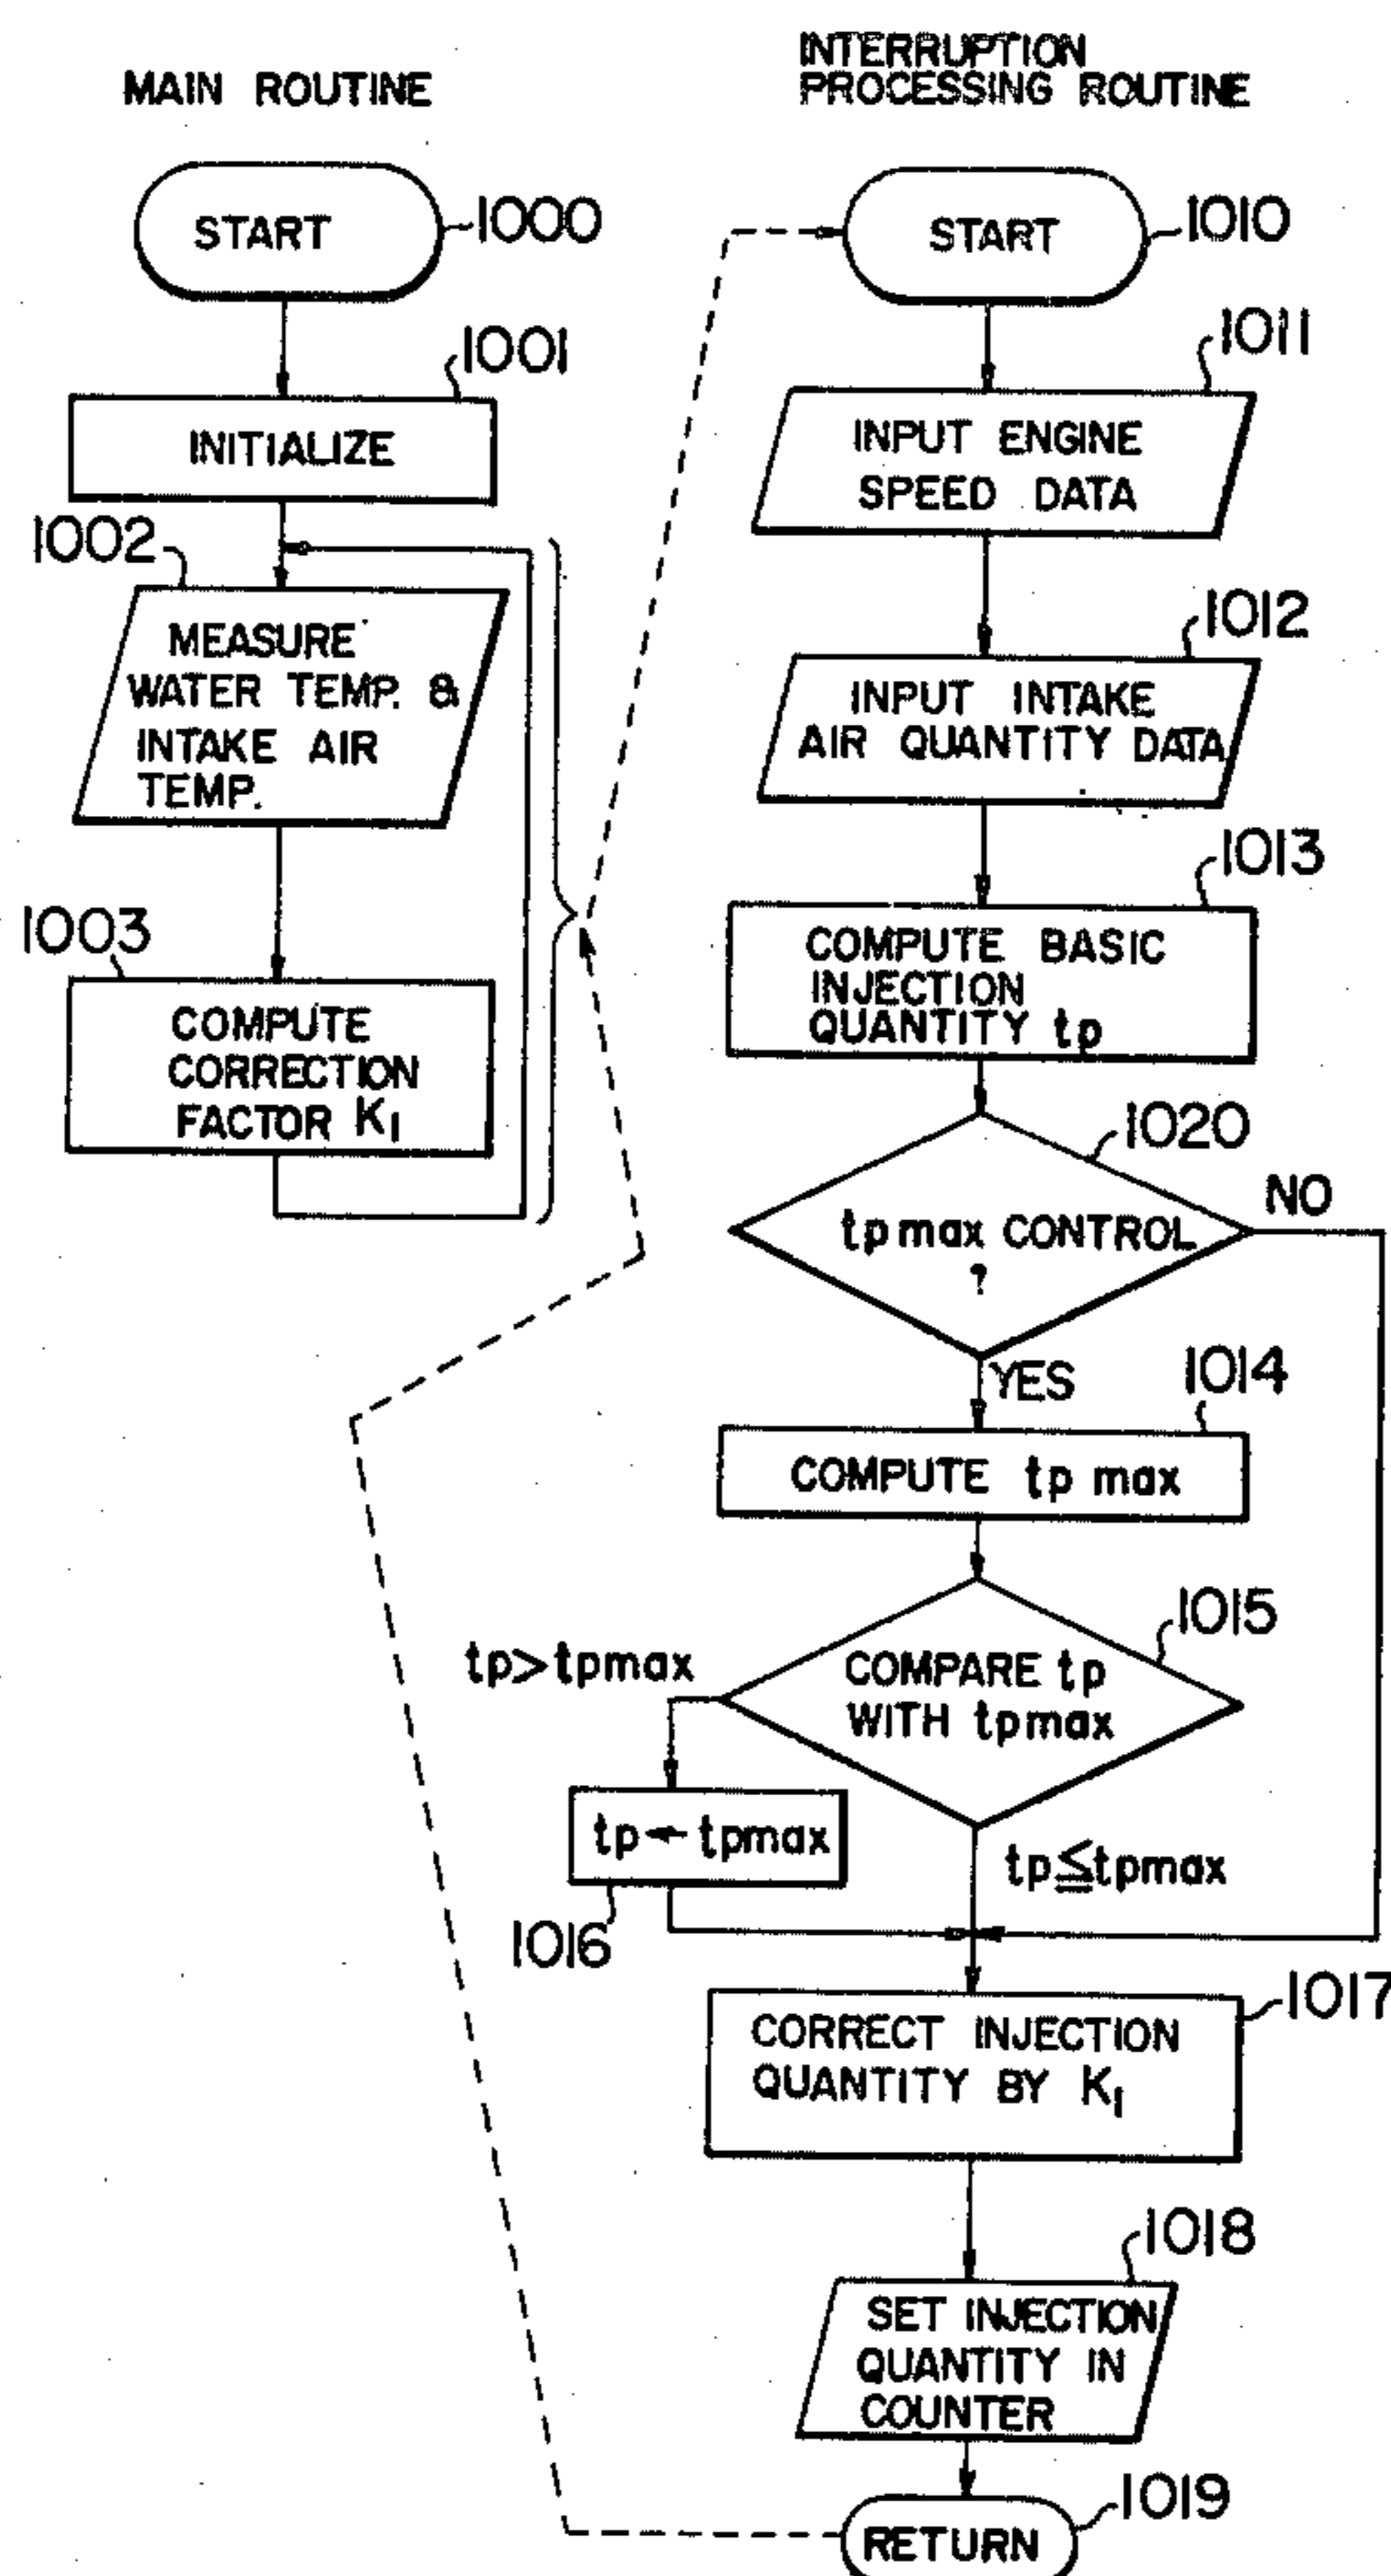 MAIN ROUTINE
START
1000
1001
INITIALIZE
1002
MEASURE
WATER TEMP. &
INTAKE AIR
TEMP.
1003
COMPUTE
CORRECTION
FACTOR K1
INTERRUPTION
PROCESSING ROUTINE
START
1010
1011
INPUT ENGINE
SPEED DATA
1012
INPUT INTAKE
AIR QUANTITY DATA
1013
COMPUTE BASIC
INJECTION
QUANTITY tp
1020
NO
tpmax CONTROL
?
YES
1014
COMPUTE tp max
1015
tp>tpmax
COMPARE tp
WITH tpmax
tp←tpmax
tp≦tpmax
1016
1017
CORRECT INJECTION
QUANTITY BY K1
1018
SET INJECTION
QUANTITY IN
COUNTER
1019
RETURN